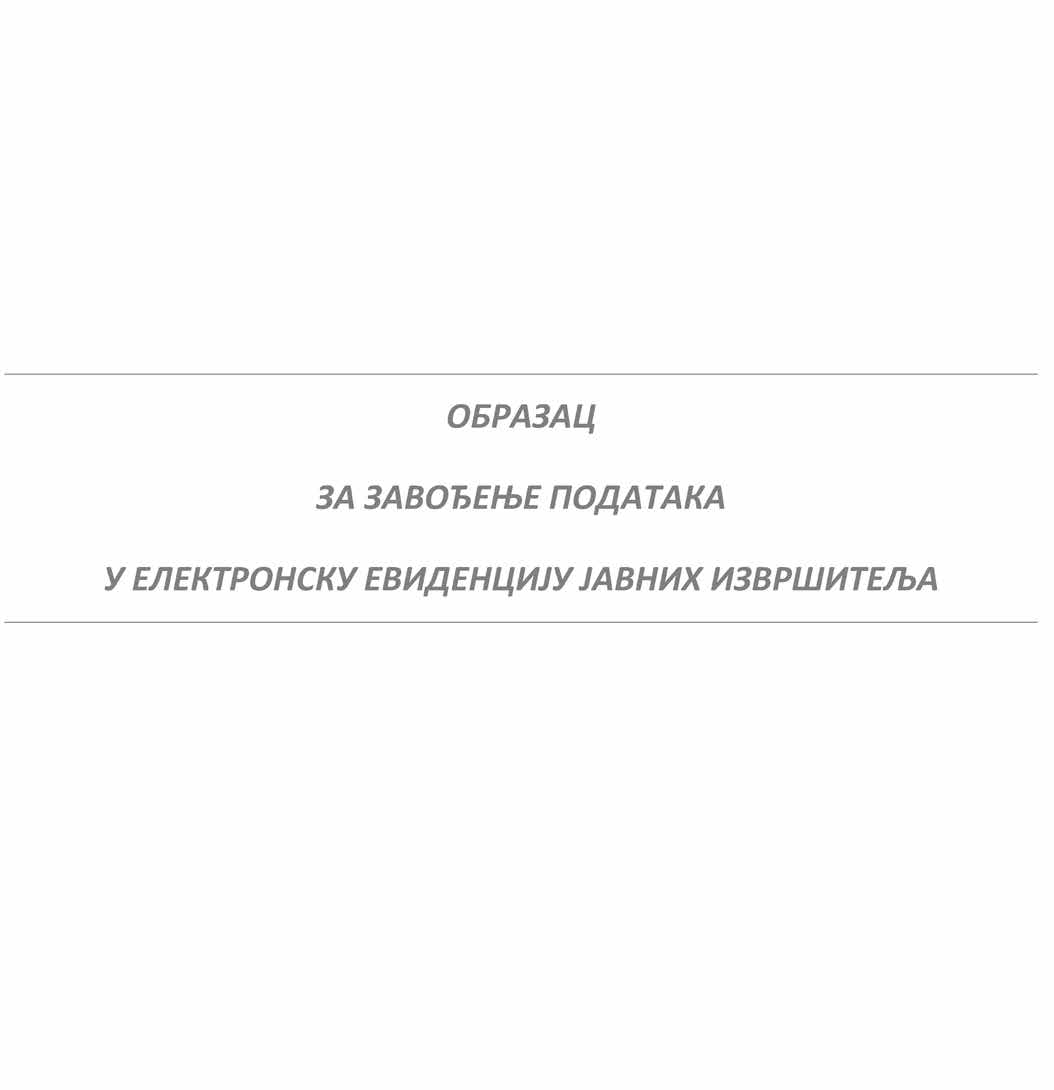 ОБРАЗАЦ
ЗА ЗАВОЂЕЊЕ ПОДАТАКА
У ЕЛЕКТРОНСКУ ЕВИДЕНЦИЈУ ЈАВНИХ ИЗВРШИТЕЉА